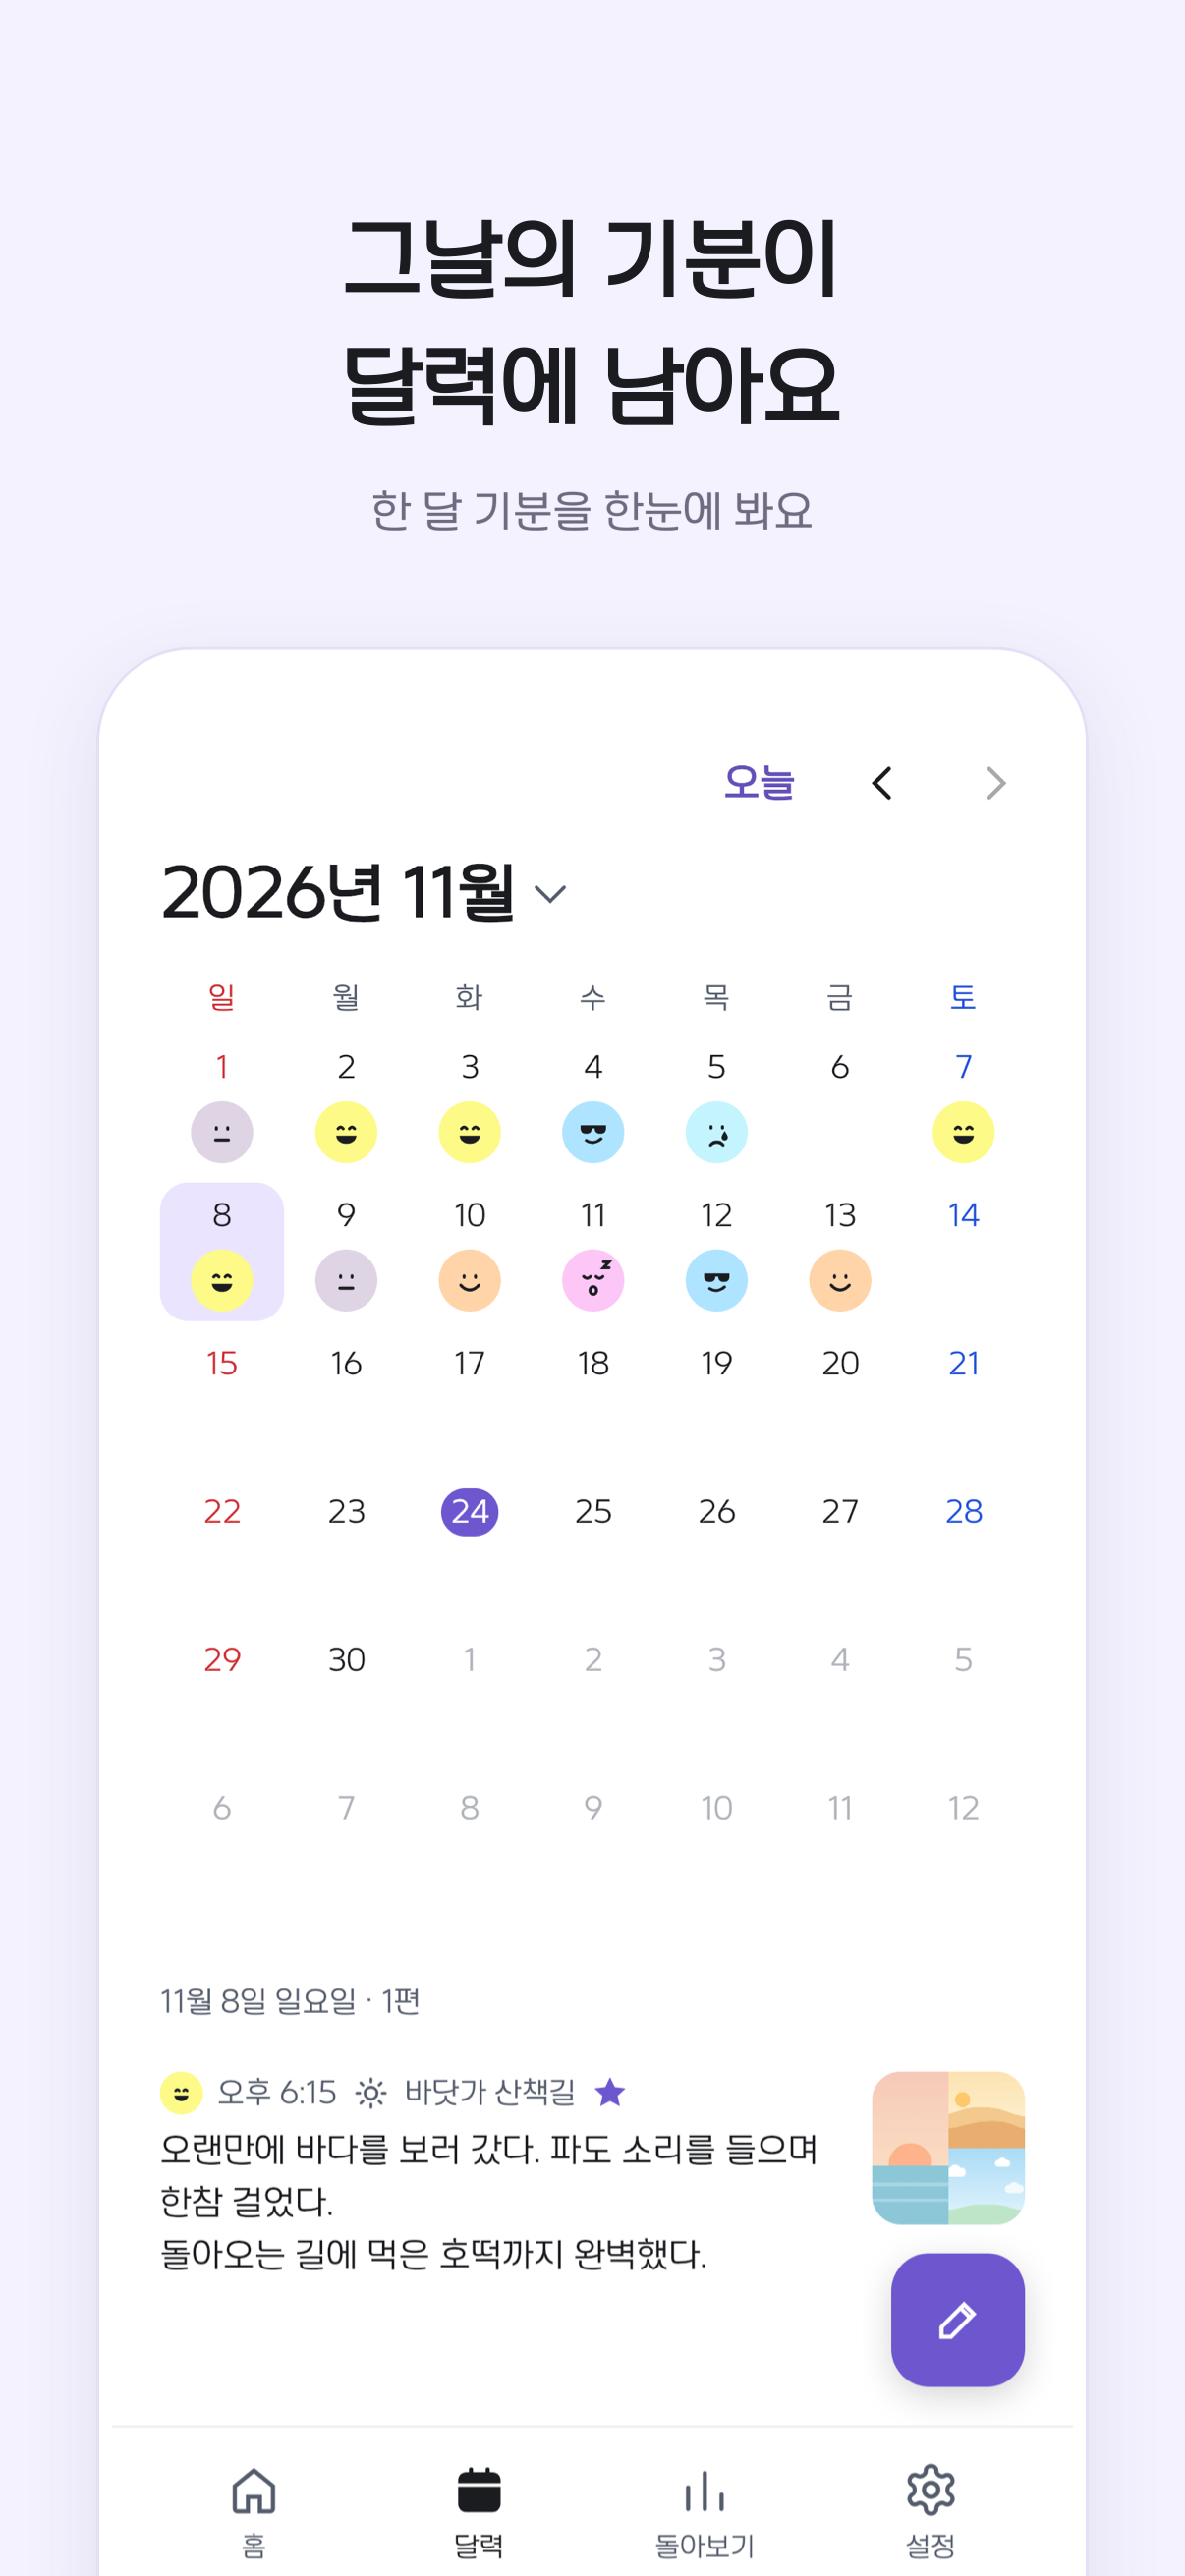 그날의 기분이
달력에 남아요
한 달 기분을 한눈에 봐요
오늘
2026년 11월
일 월 화 수 목 금 토
1 2 3 4 5 6 7
8 9 10 11 12 13 14
15 16 17 18 19 20 21
22 23 24 25 26 27 28
29 30 1 2 3 4 5
6 7 8 9 10 11 12
11월 8일 일요일 · 1편
오후 6:15 바닷가 산책길
오랜만에 바다를 보러 갔다. 파도 소리를 들으며
한참 걸었다.
돌아오는 길에 먹은 호떡까지 완벽했다.
홈 달력 돌아보기 설정